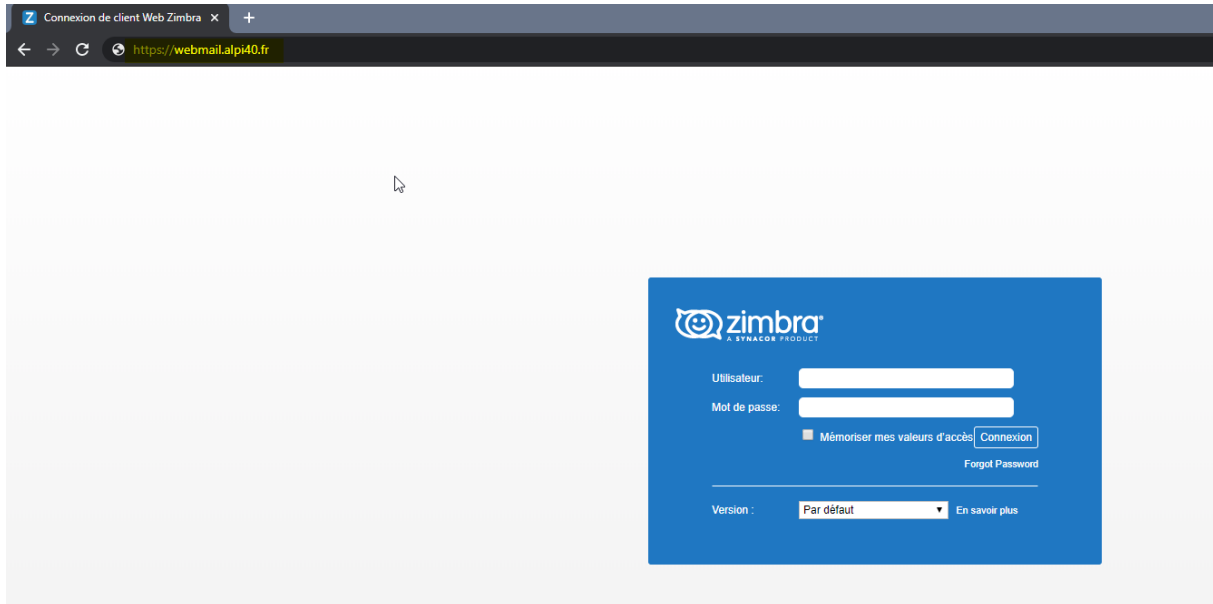 Connexion de client Web Zimbra
https://webmail.alpi40.fr
zimbra
A SYNACOR PRODUCT
Utilisateur:
Mot de passe:
Mémoriser mes valeurs d'accès Connexion
Forgot Password
Version : Par défaut En savoir plus